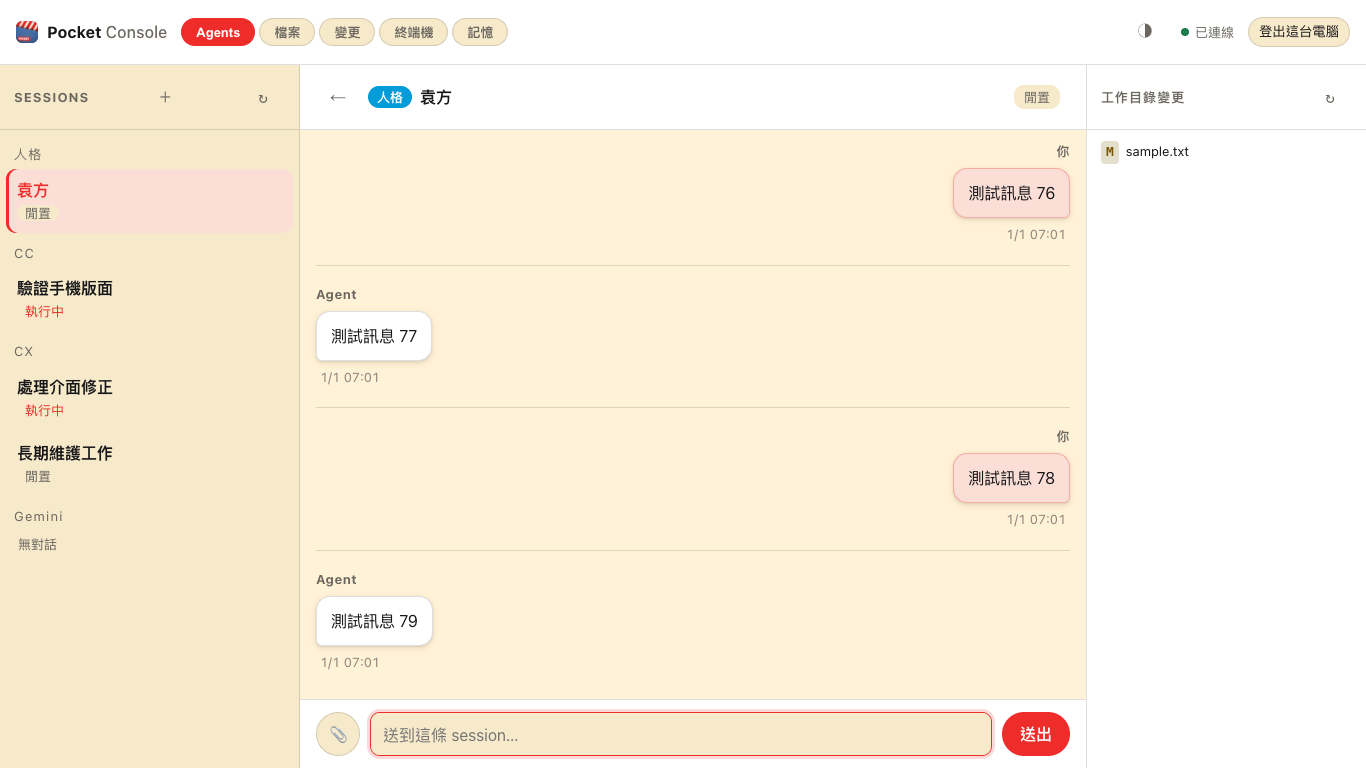 Pocket Console
Agents
檔案
變更
終端機
記憶
已連線
登出這台電腦
SESSIONS
人格
袁方
閒置
CC
驗證手機版面
執行中
CX
處理介面修正
執行中
長期維護工作
閒置
Gemini
無對話
人格 袁方
閒置
你
測試訊息 76
1/1 07:01
Agent
測試訊息 77
1/1 07:01
你
測試訊息 78
1/1 07:01
Agent
測試訊息 79
1/1 07:01
送到這條 session…
送出
工作目錄變更
M sample.txt